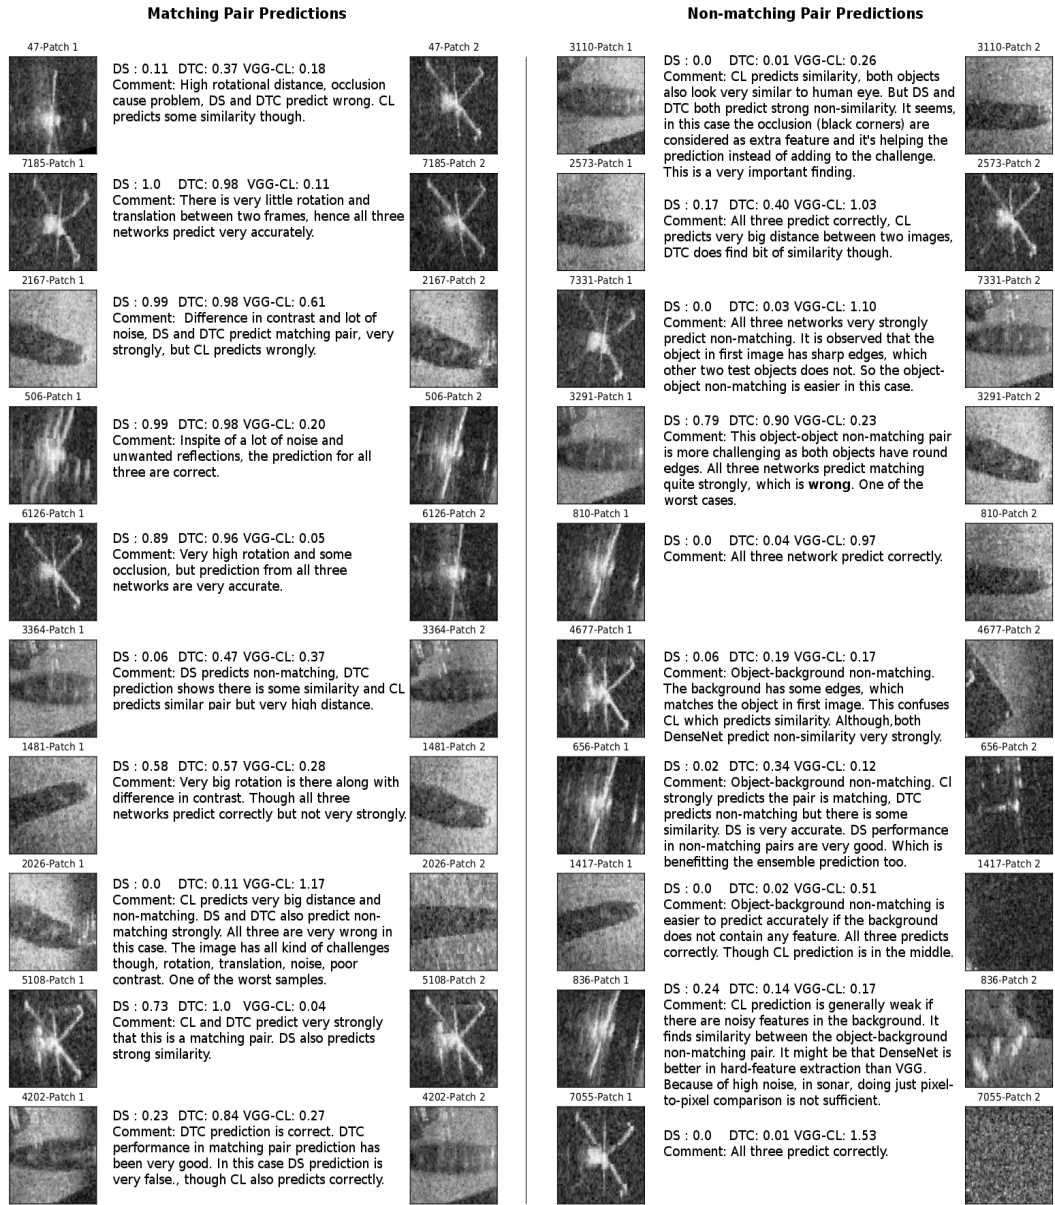 Matching Pair Predictions
47-Patch 1
47-Patch 2
DS : 0.11 DTC: 0.37 VGG-CL: 0.18
Comment: High rotational distance, occlusion
cause problem, DS and DTC predict wrong. CL
predicts some similarity though.
7185-Patch 1
7185-Patch 2
DS : 1.0 DTC: 0.98 VGG-CL: 0.11
Comment: There is very little rotation and
translation between two frames, hence all three
networks predict very accurately.
2167-Patch 1
2167-Patch 2
DS : 0.99 DTC: 0.98 VGG-CL: 0.61
Comment: Difference in contrast and lot of
noise, DS and DTC predict matching pair, very
strongly, but CL predicts wrongly.
506-Patch 1
506-Patch 2
DS : 0.99 DTC: 0.98 VGG-CL: 0.20
Comment: Inspite of a lot of noise and
unwanted reflections, the prediction for all
three are correct.
6126-Patch 1
6126-Patch 2
DS : 0.89 DTC: 0.96 VGG-CL: 0.05
Comment: Very high rotation and some
occlusion, but prediction from all three
networks are very accurate.
3364-Patch 1
3364-Patch 2
DS : 0.06 DTC: 0.47 VGG-CL: 0.37
Comment: DS predicts non-matching, DTC
prediction shows there is some similarity and CL
predicts similar pair but very high distance.
1481-Patch 1
1481-Patch 2
DS : 0.58 DTC: 0.57 VGG-CL: 0.28
Comment: Very big rotation is there along with
difference in contrast. Though all three
networks predict correctly but not very strongly.
2026-Patch 1
2026-Patch 2
DS : 0.0 DTC: 0.11 VGG-CL: 1.17
Comment: CL predicts very big distance and
non-matching. DS and DTC also predict non-
matching strongly. All three are very wrong in
this case. The image has all kind of challenges
though, rotation, translation, noise, poor
contrast. One of the worst samples.
5108-Patch 1
5108-Patch 2
DS : 0.73 DTC: 1.0 VGG-CL: 0.04
Comment: CL and DTC predict very strongly
that this is a matching pair. DS also predicts
strong similarity.
4202-Patch 1
4202-Patch 2
DS : 0.23 DTC: 0.84 VGG-CL: 0.27
Comment: DTC prediction is correct. DTC
performance in matching pair prediction has
been very good. In this case DS prediction is
very false., though CL also predicts correctly.
Non-matching Pair Predictions
3110-Patch 1
3110-Patch 2
DS : 0.0 DTC: 0.01 VGG-CL: 0.26
Comment: CL predicts similarity, both objects
also look very similar to human eye. But DS and
DTC both predict strong non-similarity. It seems,
in this case the occlusion (black corners) are
considered as extra feature and it's helping the
prediction instead of adding to the challenge.
This is a very important finding.
2573-Patch 1
2573-Patch 2
DS : 0.17 DTC: 0.40 VGG-CL: 1.03
Comment: All three predict correctly, CL
predicts very big distance between two images,
DTC does find bit of similarity though.
7331-Patch 1
7331-Patch 2
DS : 0.0 DTC: 0.03 VGG-CL: 1.10
Comment: All three networks very strongly
predict non-matching. It is observed that the
object in first image has sharp edges, which
other two test objects does not. So the object-
object non-matching is easier in this case.
3291-Patch 1
3291-Patch 2
DS : 0.79 DTC: 0.90 VGG-CL: 0.23
Comment: This object-object non-matching pair
is more challenging as both objects have round
edges. All three networks predict matching
quite strongly, which is wrong. One of the
worst cases.
810-Patch 1
810-Patch 2
DS : 0.0 DTC: 0.04 VGG-CL: 0.97
Comment: All three network predict correctly.
4677-Patch 1
4677-Patch 2
DS : 0.06 DTC: 0.19 VGG-CL: 0.17
Comment: Object-background non-matching.
The background has some edges, which
matches the object in first image. This confuses
CL which predicts similarity. Although,both
DenseNet predict non-similarity very strongly.
656-Patch 1
656-Patch 2
DS : 0.02 DTC: 0.34 VGG-CL: 0.12
Comment: Object-background non-matching. Cl
strongly predicts the pair is matching, DTC
predicts non-matching but there is some
similarity. DS is very accurate. DS performance
in non-matching pairs are very good. Which is
benefitting the ensemble prediction too.
1417-Patch 1
1417-Patch 2
DS : 0.0 DTC: 0.02 VGG-CL: 0.51
Comment: Object-background non-matching is
easier to predict accurately if the background
does not contain any feature. All three predicts
correctly. Though CL prediction is in the middle.
836-Patch 1
836-Patch 2
DS : 0.24 DTC: 0.14 VGG-CL: 0.17
Comment: CL prediction is generally weak if
there are noisy features in the background. It
finds similarity between the object-background
non-matching pair. It might be that DenseNet is
better in hard-feature extraction than VGG.
Because of high noise, in sonar, doing just pixel-
to-pixel comparison is not sufficient.
7055-Patch 1
7055-Patch 2
DS : 0.0 DTC: 0.01 VGG-CL: 1.53
Comment: All three predict correctly.